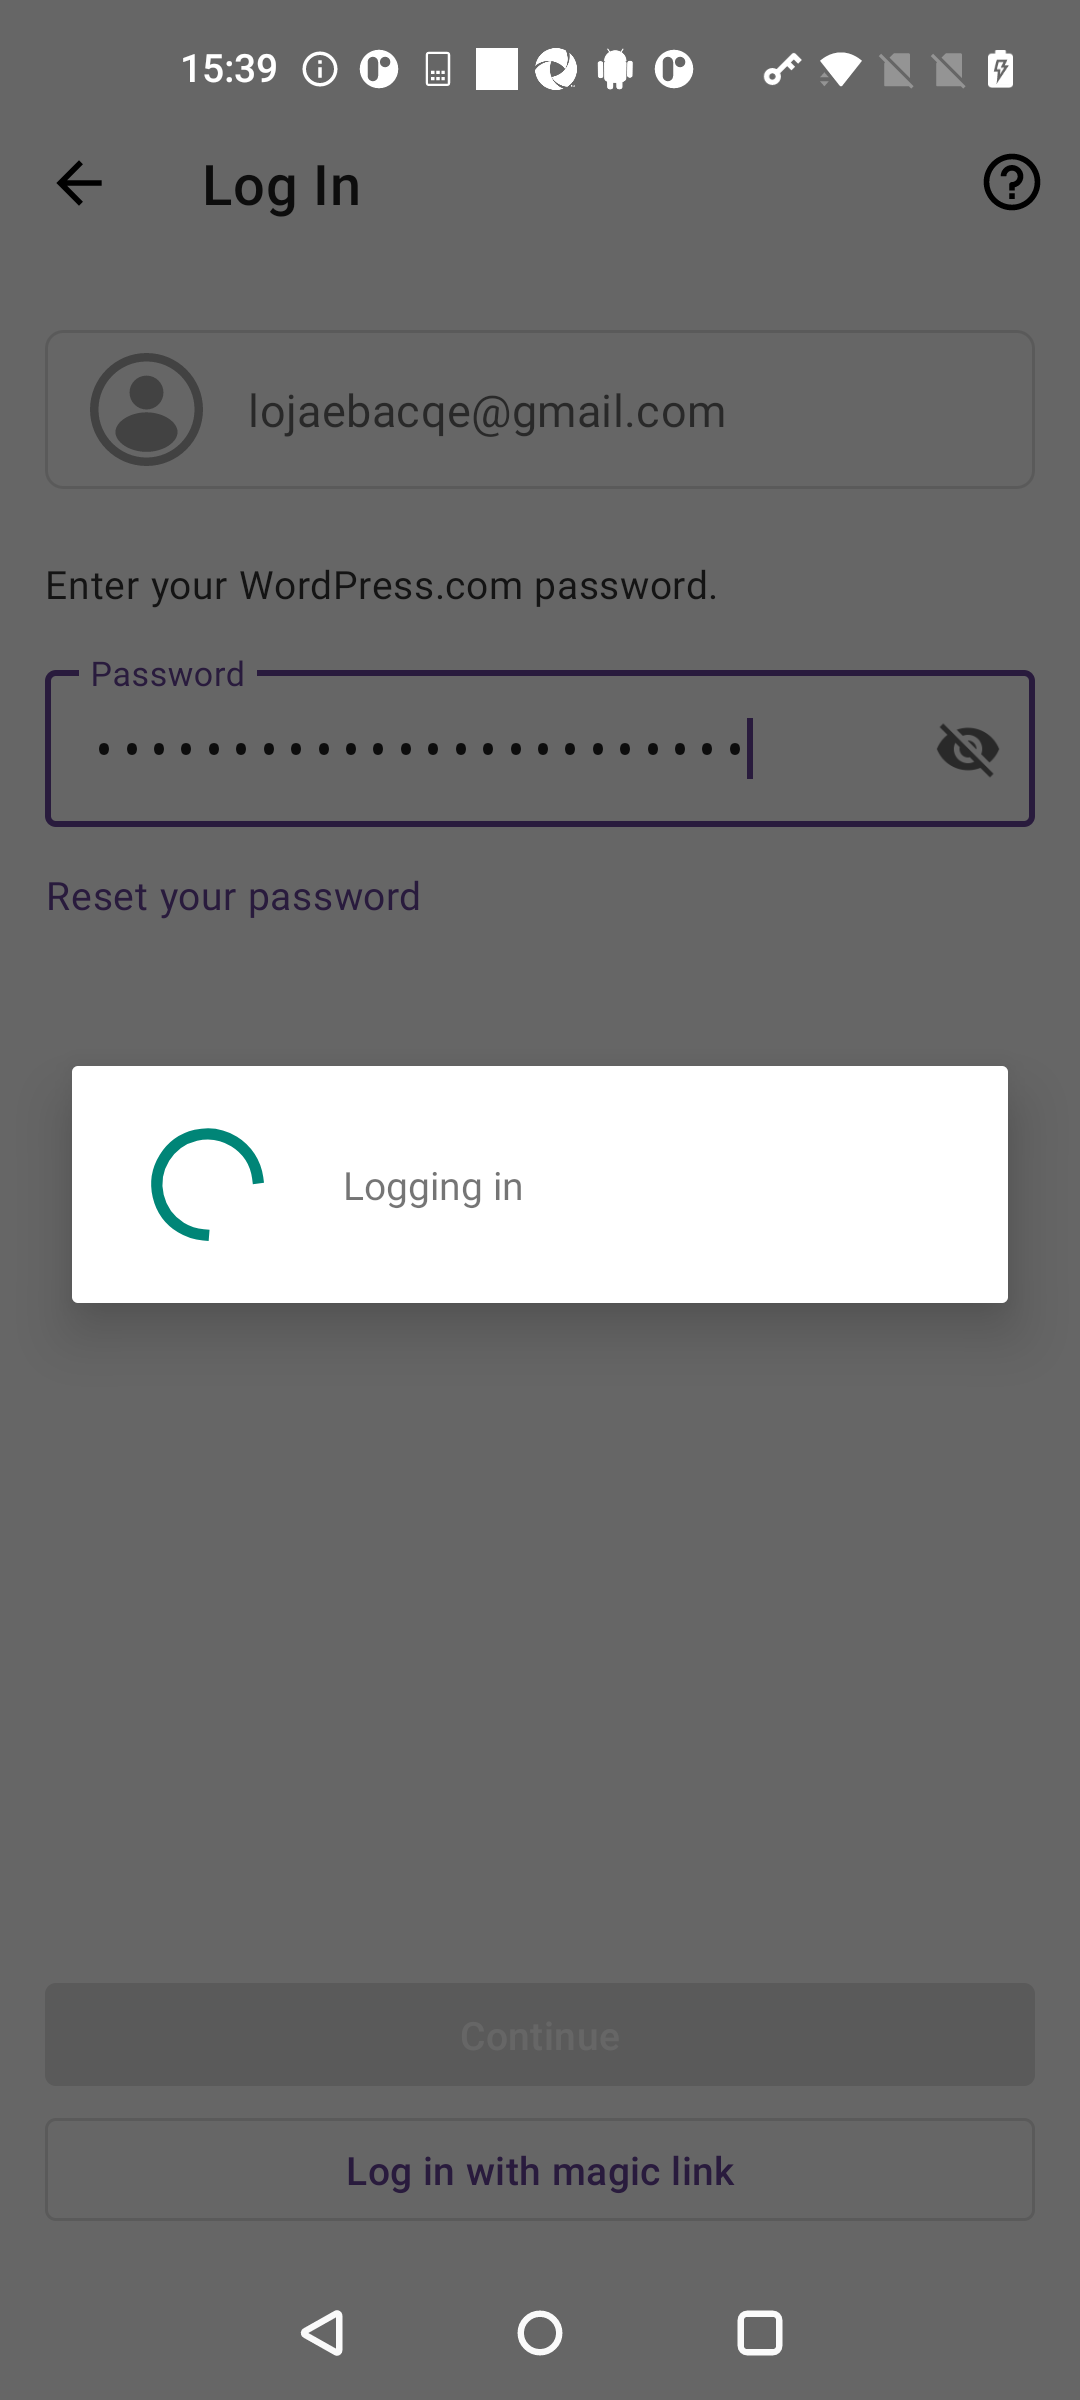 15:39
Log In
lojaebacqe@gmail.com
Enter your WordPress.com password.
Password
Reset your password
Logging in
Continue
Log in with magic link